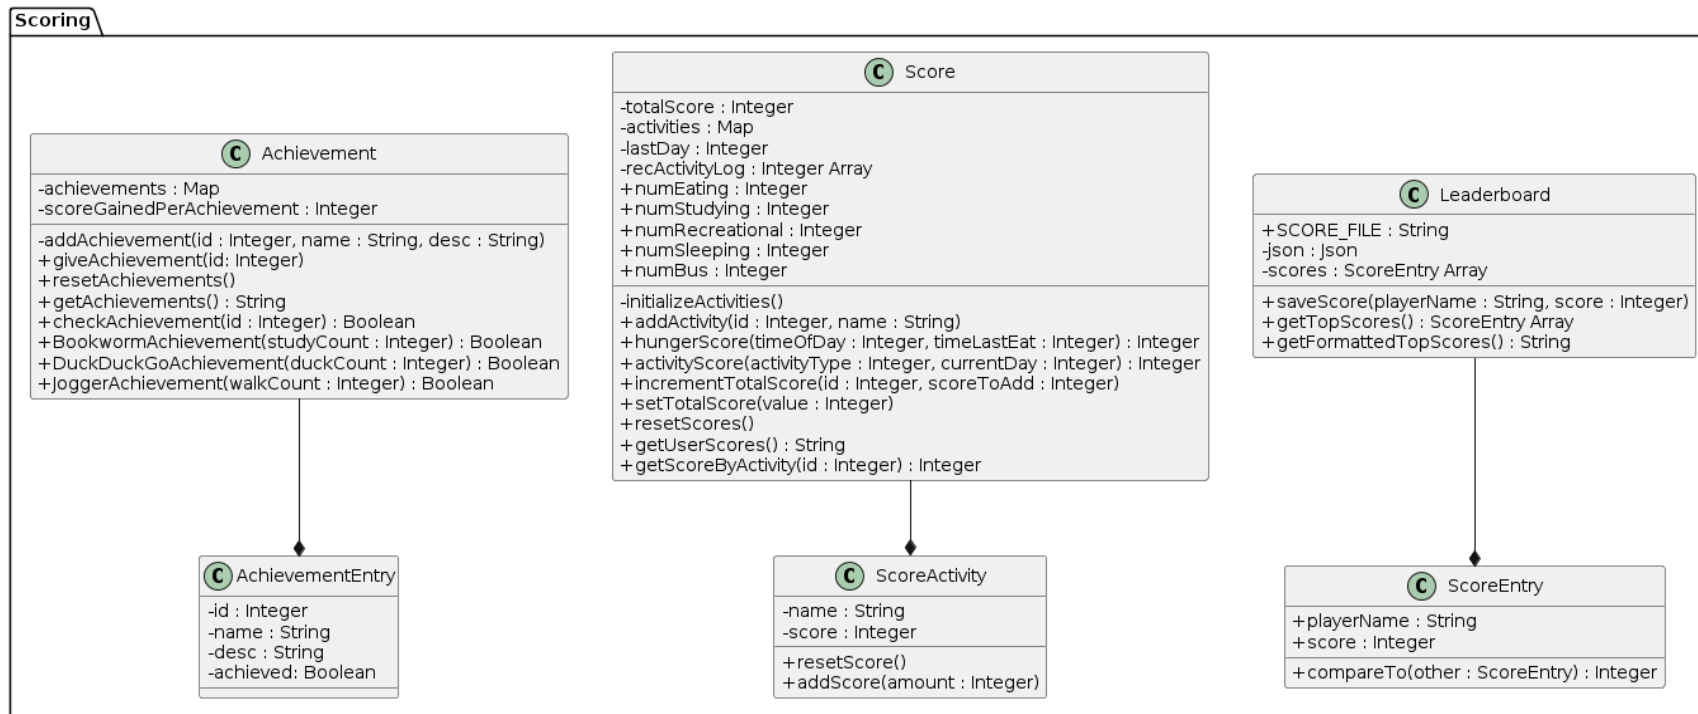 Scoring
C Achievement
-achievements : Map
-scoreGainedPerAchievement : Integer
-addAchievement(id : Integer, name : String, desc : String)
+giveAchievement(id: Integer)
+resetAchievements()
+getAchievements() : String
+checkAchievement(id : Integer) : Boolean
+BookwormAchievement(studyCount : Integer) : Boolean
+DuckDuckGoAchievement(duckCount : Integer) : Boolean
+JoggerAchievement(walkCount : Integer) : Boolean
C Score
-totalScore : Integer
-activities : Map
-lastDay : Integer
-recActivityLog : Integer Array
+numEating : Integer
+numStudying : Integer
+numRecreational : Integer
+numSleeping : Integer
+numBus : Integer
-initializeActivities()
+addActivity(id : Integer, name : String)
+hungerScore(timeOfDay : Integer, timeLastEat : Integer) : Integer
+activityScore(activityType : Integer, currentDay : Integer) : Integer
+incrementTotalScore(id : Integer, scoreToAdd : Integer)
+setTotalScore(value : Integer)
+resetScores()
+getUserScores() : String
+getScoreByActivity(id : Integer) : Integer
C Leaderboard
+SCORE_FILE : String
-json : Json
-scores : ScoreEntry Array
+saveScore(playerName : String, score : Integer)
+getTopScores() : ScoreEntry Array
+getFormattedTopScores() : String
C AchievementEntry
-id : Integer
-name : String
-desc : String
-achieved: Boolean
C ScoreActivity
-name : String
-score : Integer
+resetScore()
+addScore(amount : Integer)
C ScoreEntry
+playerName : String
+score : Integer
+compareTo(other : ScoreEntry) : Integer